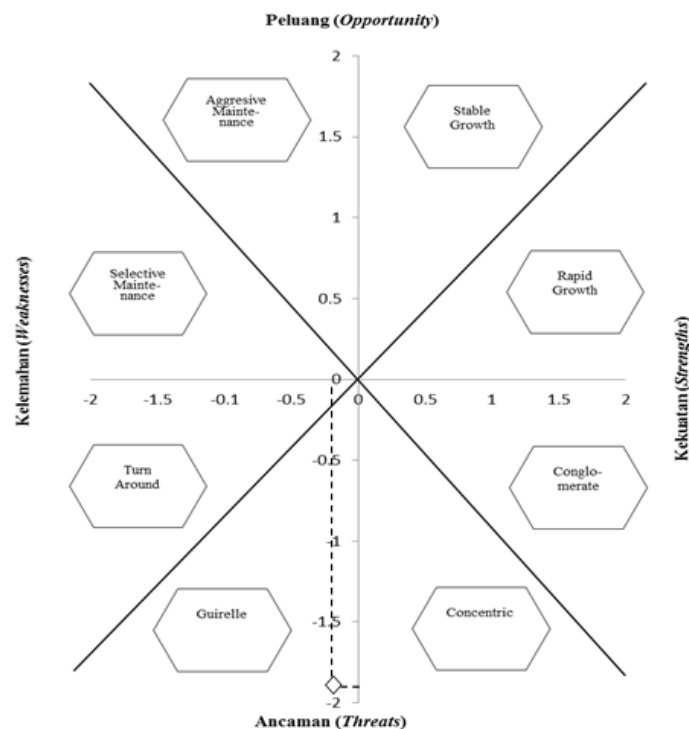 Peluang (Opportunity)
2
Aggresive
Mainte-
nance
Stable
Growth
1.5
1
Selective
Mainte-
nance
0.5
Rapid
Growth
Kelemahan (Weaknesses)
Kekuatan (Strengths)
0
-2 -1.5 -0.1 -0.5 0 0.5 1 1.5 2
Turn
Around
-0.5
Conglo-
merate
-1
Guirelle
Concentric
-1.5
-2
Ancaman (Threats)